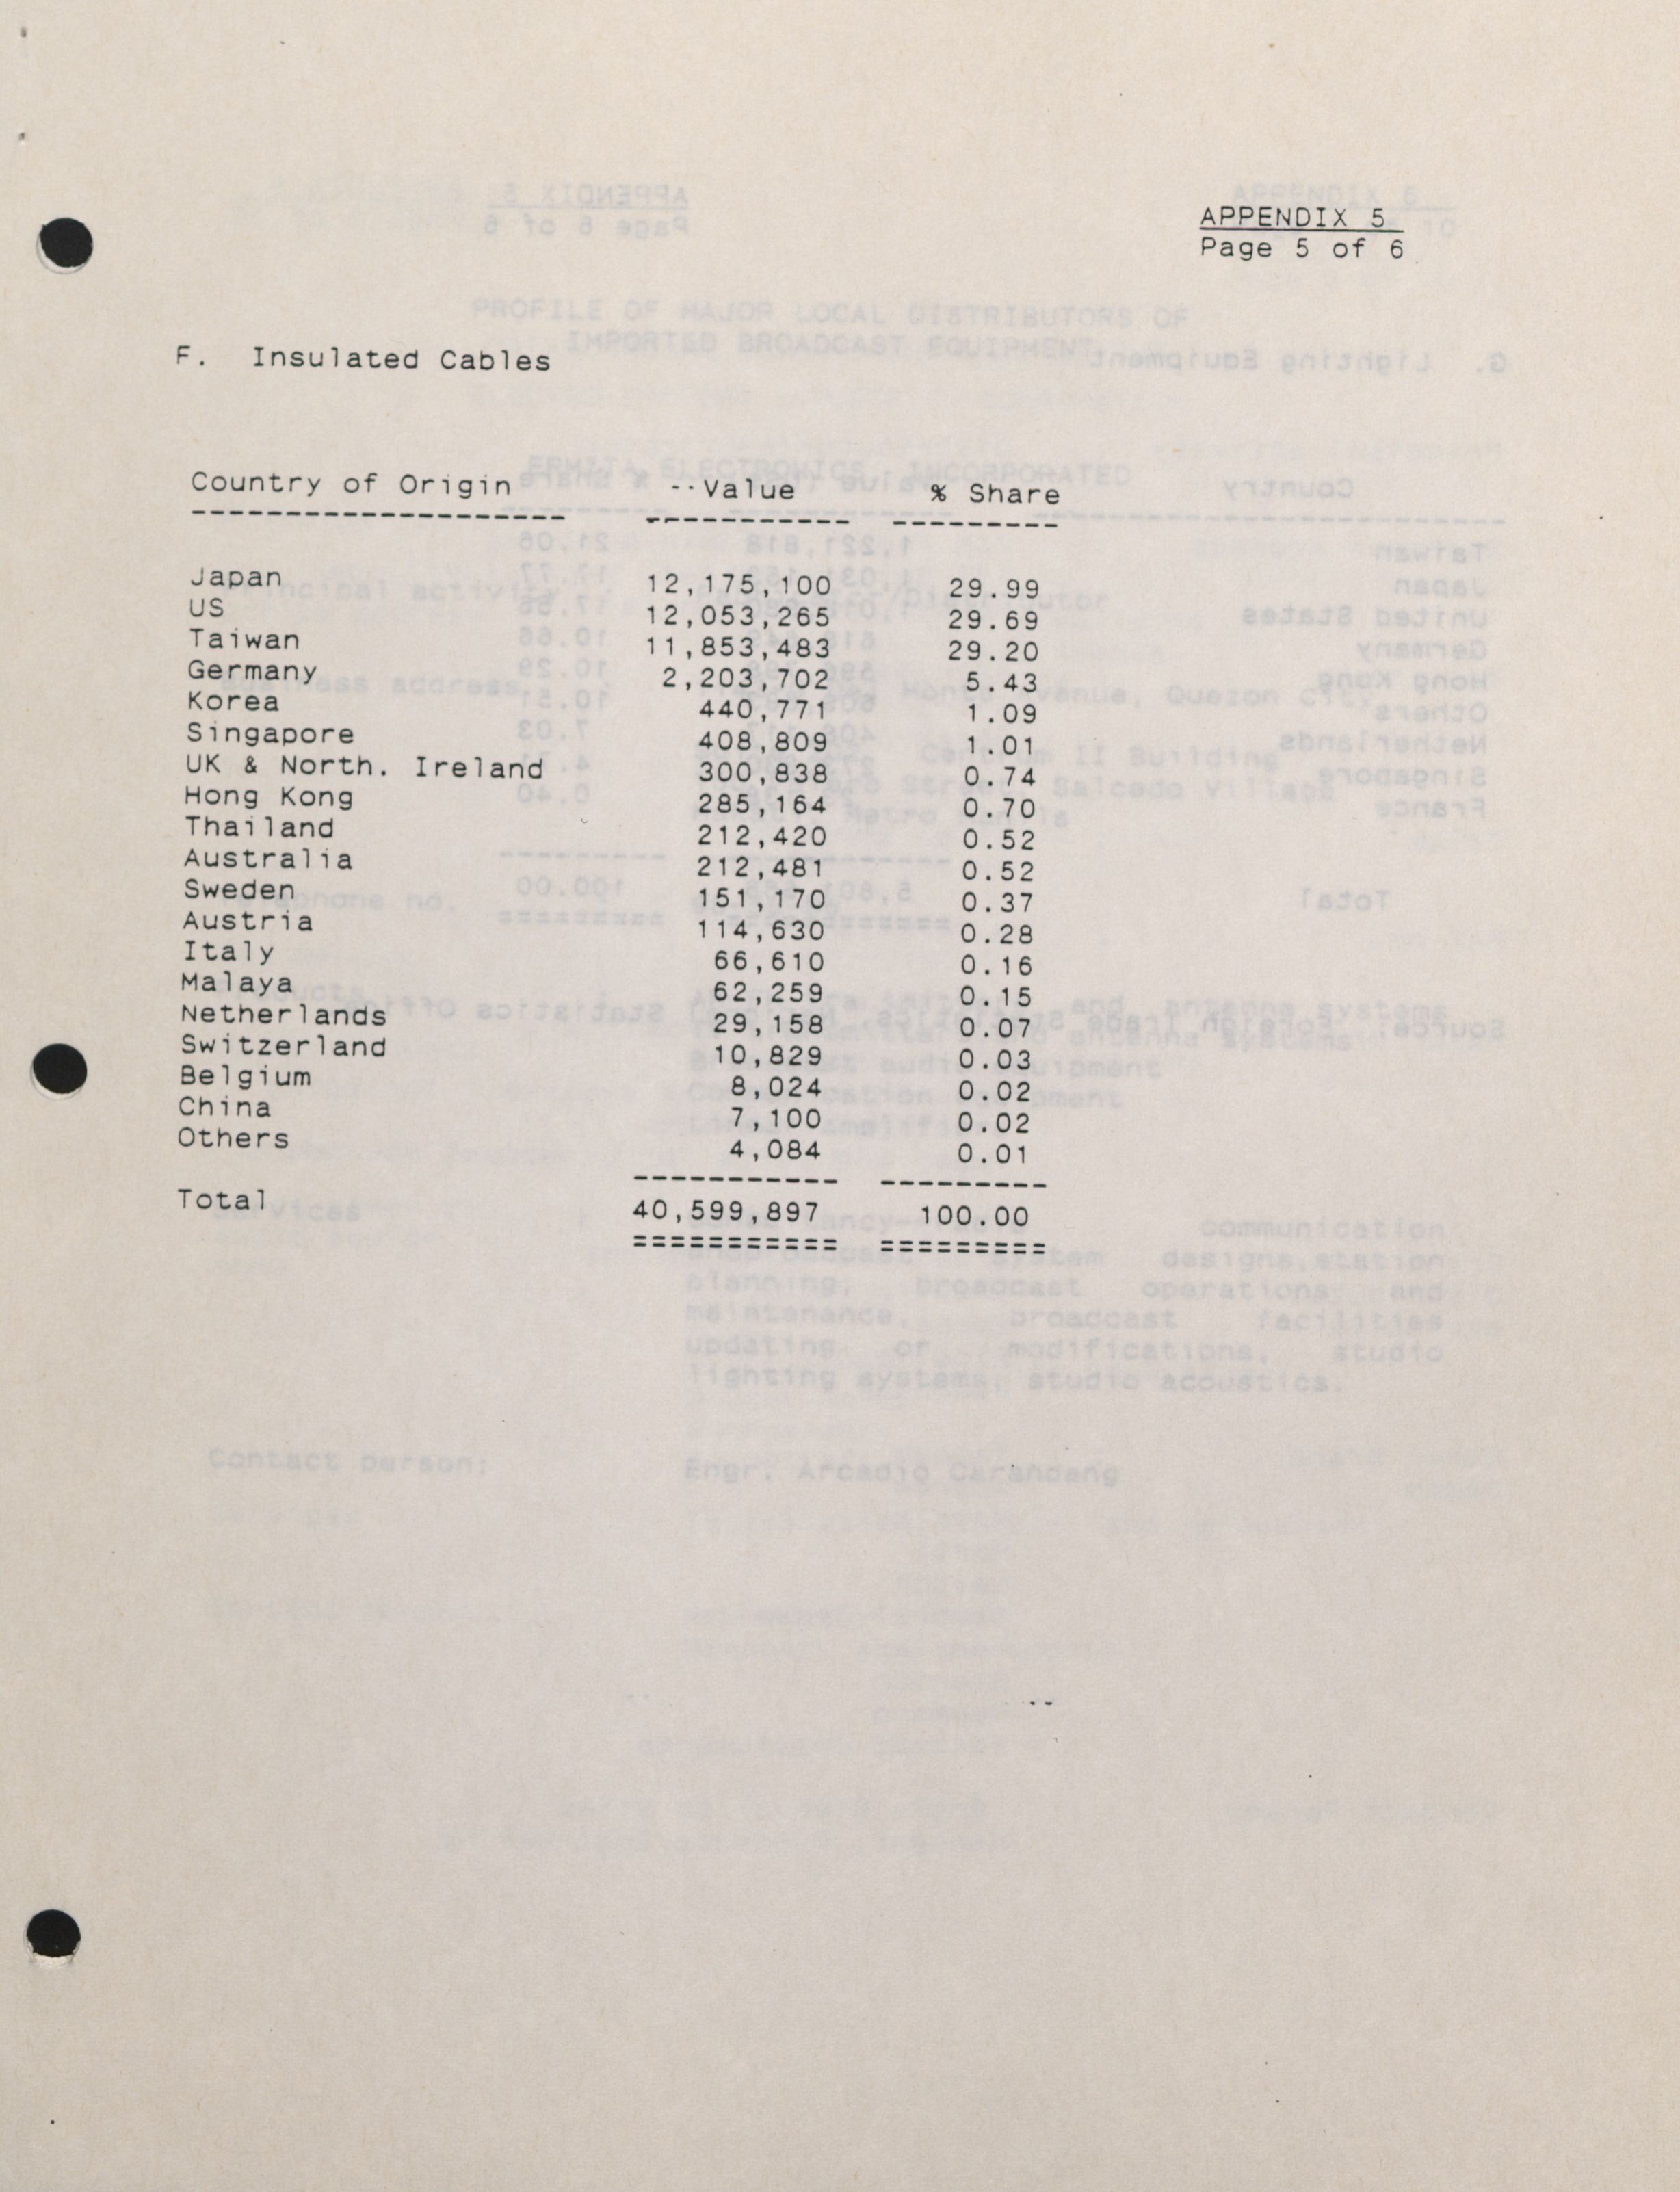 APPENDIX 5
Page 5 of 6
F. Insulated Cables
Country of Origin --Value % Share
-------------------- ----------- ---------
Japan 12,175,100 29.99
US 12,053,265 29.69
Taiwan 11,853,483 29.20
Germany 2,203,702 5.43
Korea 440,771 1.09
Singapore 408,809 1.01
UK & North. Ireland 300,838 0.74
Hong Kong 285,164 0.70
Thailand 212,420 0.52
Australia 212,481 0.52
Sweden 151,170 0.37
Austria 114,630 0.28
Italy 66,610 0.16
Malaya 62,259 0.15
Netherlands 29,158 0.07
Switzerland 10,829 0.03
Belgium 8,024 0.02
China 7,100 0.02
Others 4,084 0.01
----------- ---------
Total 40,599,897 100.00
=========== =========